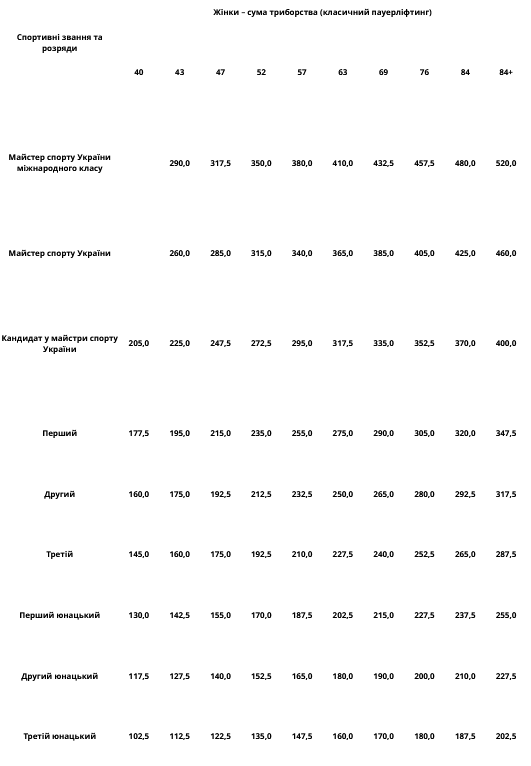 Жінки – сума триборства (класичний пауерліфтинг)
Спортивні звання та
розряди
40 43 47 52 57 63 69 76 84 84+
Майстер спорту України
міжнародного класу
290,0 317,5 350,0 380,0 410,0 432,5 457,5 480,0 520,0
Майстер спорту України 260,0 285,0 315,0 340,0 365,0 385,0 405,0 425,0 460,0
Кандидат у майстри спорту
України
205,0 225,0 247,5 272,5 295,0 317,5 335,0 352,5 370,0 400,0
Перший 177,5 195,0 215,0 235,0 255,0 275,0 290,0 305,0 320,0 347,5
Другий 160,0 175,0 192,5 212,5 232,5 250,0 265,0 280,0 292,5 317,5
Третій 145,0 160,0 175,0 192,5 210,0 227,5 240,0 252,5 265,0 287,5
Перший юнацький 130,0 142,5 155,0 170,0 187,5 202,5 215,0 227,5 237,5 255,0
Другий юнацький 117,5 127,5 140,0 152,5 165,0 180,0 190,0 200,0 210,0 227,5
Третій юнацький 102,5 112,5 122,5 135,0 147,5 160,0 170,0 180,0 187,5 202,5